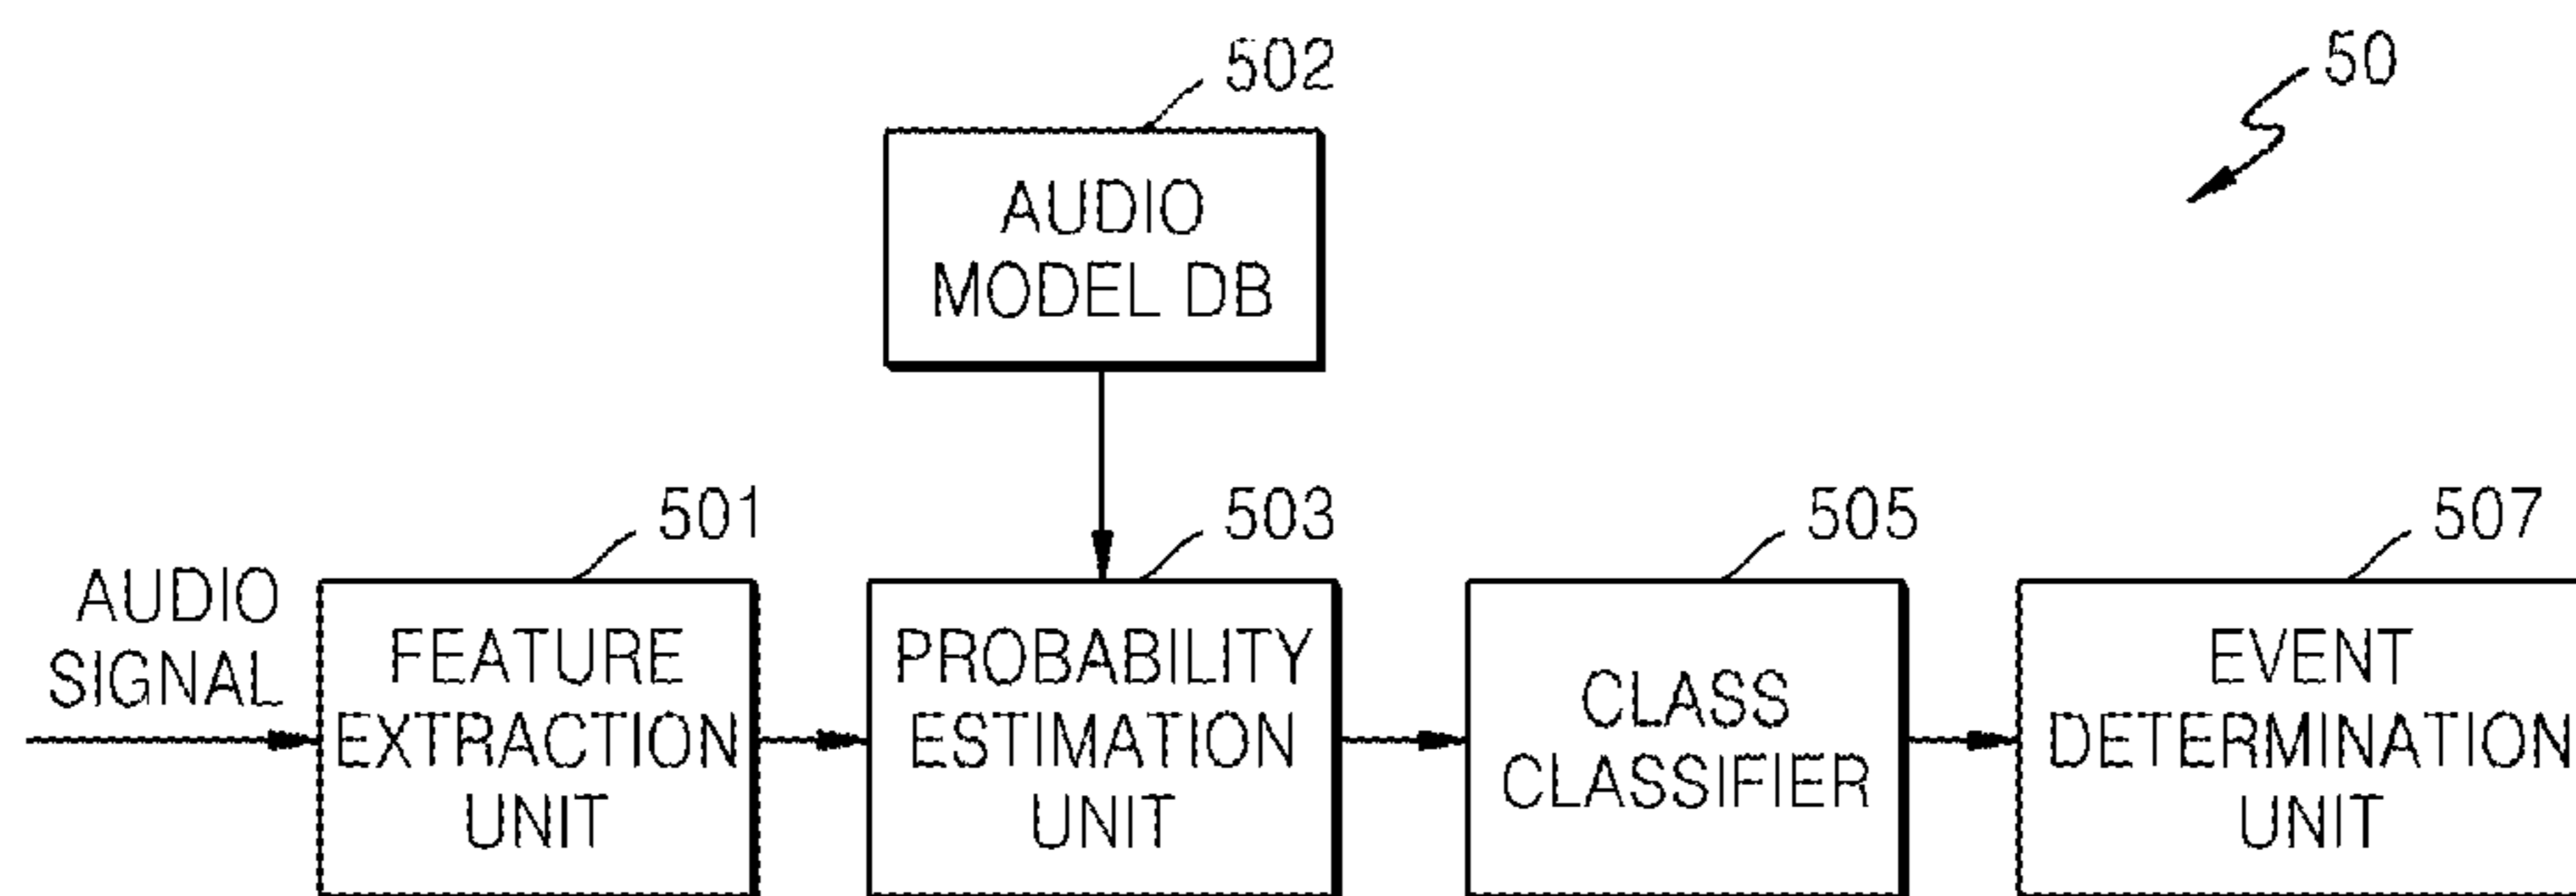 502
50
AUDIO
MODEL DB
501
503
505
507
AUDIO
SIGNAL
FEATURE
EXTRACTION
UNIT
PROBABILITY
ESTIMATION
UNIT
CLASS
CLASSIFIER
EVENT
DETERMINATION
UNIT